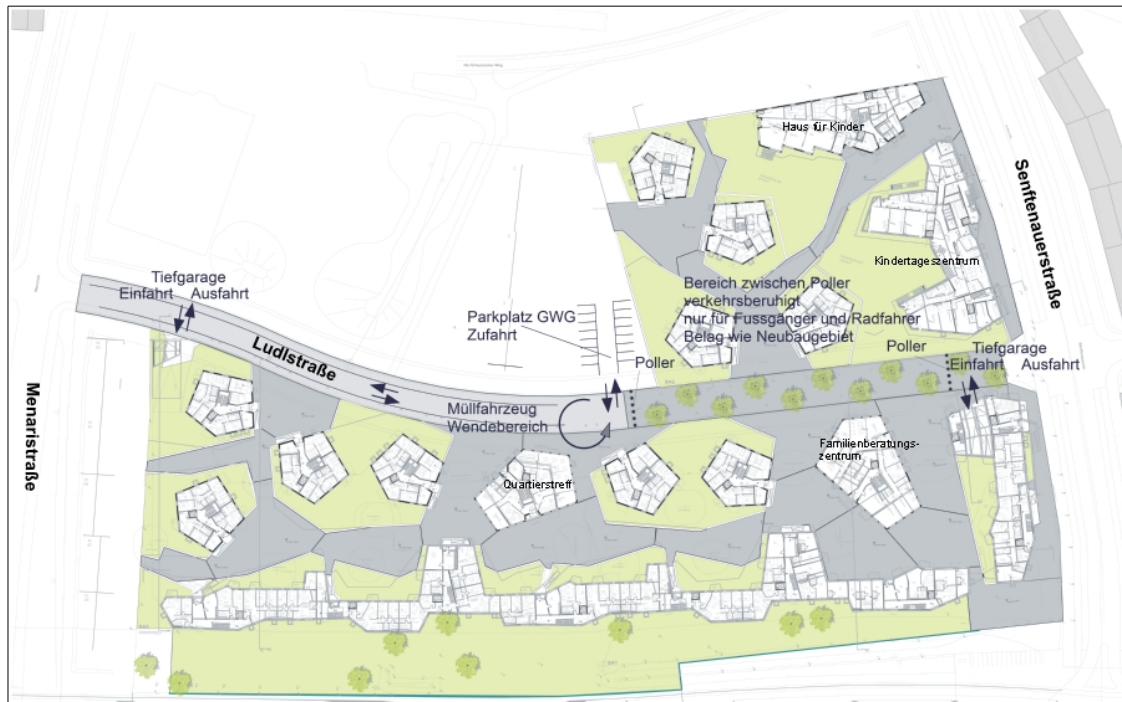 Haus für Kinder
Senftenauerstraße
Kindertageszentrum
Tiefgarage
Einfahrt Ausfahrt
Bereich zwischen Poller
verkehrsberuhigt
nur für Fussgänger und Radfahrer
Belag wie Neubaugebiet
Parkplatz GWG
Zufahrt
Ludlstraße
Poller
Poller
Tiefgarage
Einfahrt Ausfahrt
Menaristraße
Müllfahrzeug
Wendebereich
Familienberatungs-
zentrum
Quartierstreff